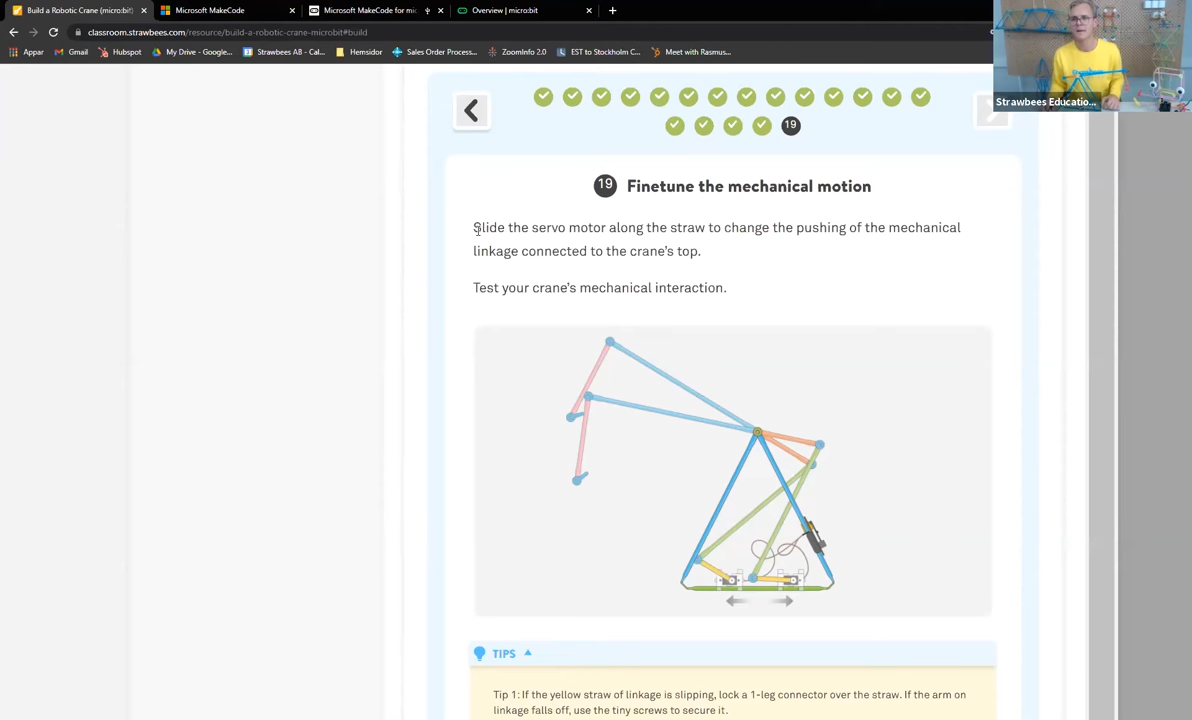 Build a Robotic Crane (micro:bit)
Microsoft MakeCode
Microsoft MakeCode for mic
Overview | micro:bit
classroom.strawbees.com/resource/build-a-robotic-crane-microbit#build
Appar
Gmail
Hubspot
My Drive - Google...
Strawbees AB - Cal...
Hemsidor
Sales Order Process...
ZoomInfo 2.0
EST to Stockholm C...
Meet with Rasmus...
Strawbees Educatio...
19
19 Finetune the mechanical motion
Slide the servo motor along the straw to change the pushing of the mechanical
linkage connected to the crane's top.
Test your crane's mechanical interaction.
TIPS
Tip 1: If the yellow straw of linkage is slipping, lock a 1-leg connector over the straw. If the arm on
linkage falls off, use the tiny screws to secure it.